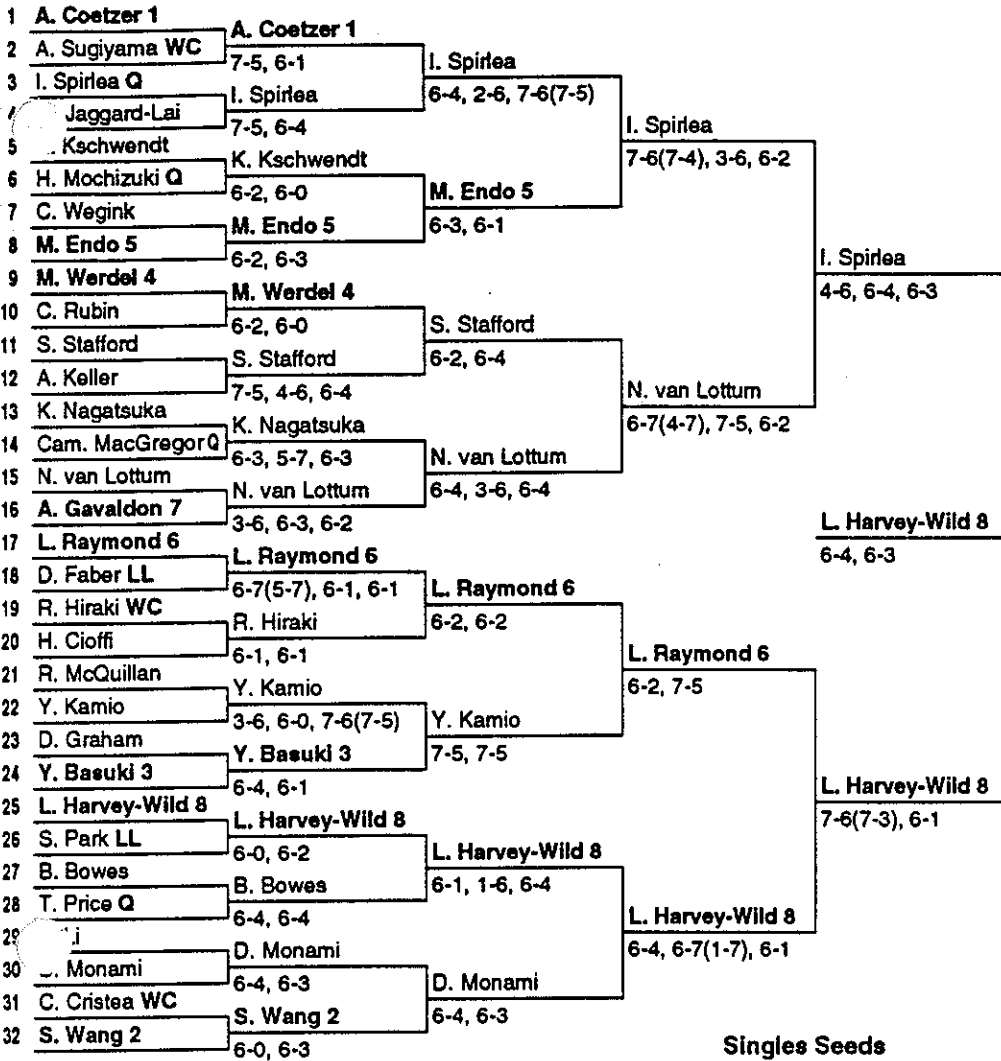 1 A. Coetzer 1
2 A. Sugiyama WC
3 I. Spirlea Q
Jaggard-Lai
5 Kschwendt
6 H. Mochizuki Q
7 C. Wegink
8 M. Endo 5
9 M. Werdel 4
10 C. Rubin
11 S. Stafford
12 A. Keller
13 K. Nagatsuka
14 Cam. MacGregor Q
15 N. van Lottum
16 A. Gavaldon 7
17 L. Raymond 6
18 D. Faber LL
19 R. Hiraki WC
20 H. Cioffi
21 R. McQuillan
22 Y. Kamio
23 D. Graham
24 Y. Basuki 3
25 L. Harvey-Wild 8
26 S. Park LL
27 B. Bowes
28 T. Price Q
29
30 Monami
31 C. Cristea WC
32 S. Wang 2
A. Coetzer 1
7-5, 6-1
I. Spirlea
7-5, 6-4
K. Kschwendt
6-2, 6-0
M. Endo 5
6-2, 6-3
M. Werdel 4
6-2, 6-0
S. Stafford
7-5, 4-6, 6-4
K. Nagatsuka
6-3, 5-7, 6-3
N. van Lottum
3-6, 6-3, 6-2
L. Raymond 6
6-7(5-7), 6-1, 6-1
R. Hiraki
6-1, 6-1
Y. Kamio
3-6, 6-0, 7-6(7-5)
Y. Basuki 3
6-4, 6-1
L. Harvey-Wild 8
6-0, 6-2
B. Bowes
6-4, 6-4
D. Monami
6-4, 6-3
S. Wang 2
6-0, 6-3
I. Spirlea
6-4, 2-6, 7-6(7-5)
M. Endo 5
6-3, 6-1
S. Stafford
6-2, 6-4
N. van Lottum
6-4, 3-6, 6-4
L. Raymond 6
6-2, 6-2
Y. Kamio
7-5, 7-5
L. Harvey-Wild 8
6-1, 1-6, 6-4
D. Monami
6-4, 6-3
I. Spirlea
7-6(7-4), 3-6, 6-2
N. van Lottum
6-7(4-7), 7-5, 6-2
L. Raymond 6
6-2, 7-5
L. Harvey-Wild 8
6-4, 6-7(1-7), 6-1
I. Spirlea
4-6, 6-4, 6-3
L. Harvey-Wild 8
7-6(7-3), 6-1
L. Harvey-Wild 8
6-4, 6-3
Singles Seeds